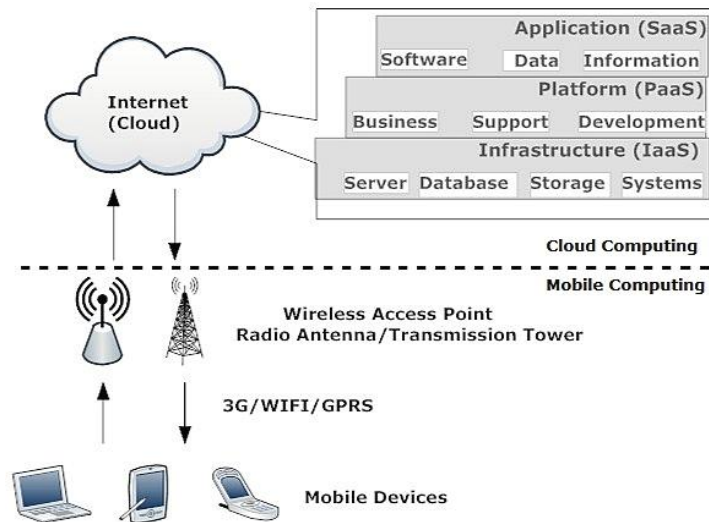 Application (SaaS)
Software Data Information
Platform (PaaS)
Business Support Development
Infrastructure (IaaS)
Server Database Storage Systems
Internet
(Cloud)
Cloud Computing
Mobile Computing
Wireless Access Point
Radio Antenna/Transmission Tower
3G/WIFI/GPRS
Mobile Devices